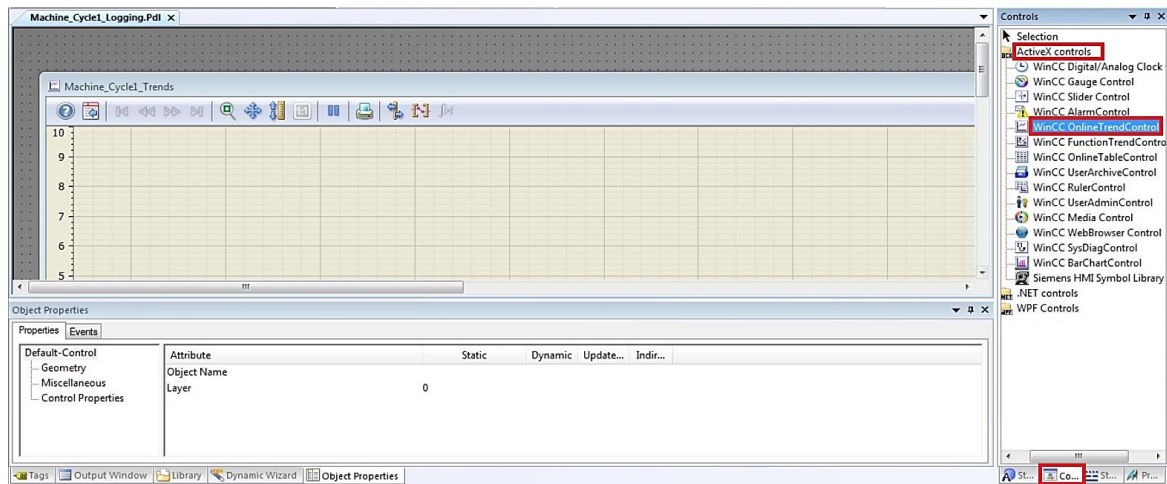 Machine_Cycle1_Logging.Pdl
Machine_Cycle1_Trends
10
9
8
7
6
5
Object Properties
Properties Events
Default-Control
Geometry
Miscellaneous
Control Properties
Attribute Static Dynamic Update... Indir...
Object Name
Layer 0
Tags Output Window Library Dynamic Wizard Object Properties
Controls
Selection
ActiveX controls
WinCC Digital/Analog Clock
WinCC Gauge Control
WinCC Slider Control
WinCC AlarmControl
WinCC OnlineTrendControl
WinCC FunctionTrendContro
WinCC OnlineTableControl
WinCC UserArchiveControl
WinCC RulerControl
WinCC UserAdminControl
WinCC Media Control
WinCC WebBrowser Control
WinCC SysDiagControl
WinCC BarChartControl
Siemens HMI Symbol Library
.NET controls
WPF Controls
St... Co... St... Pr...